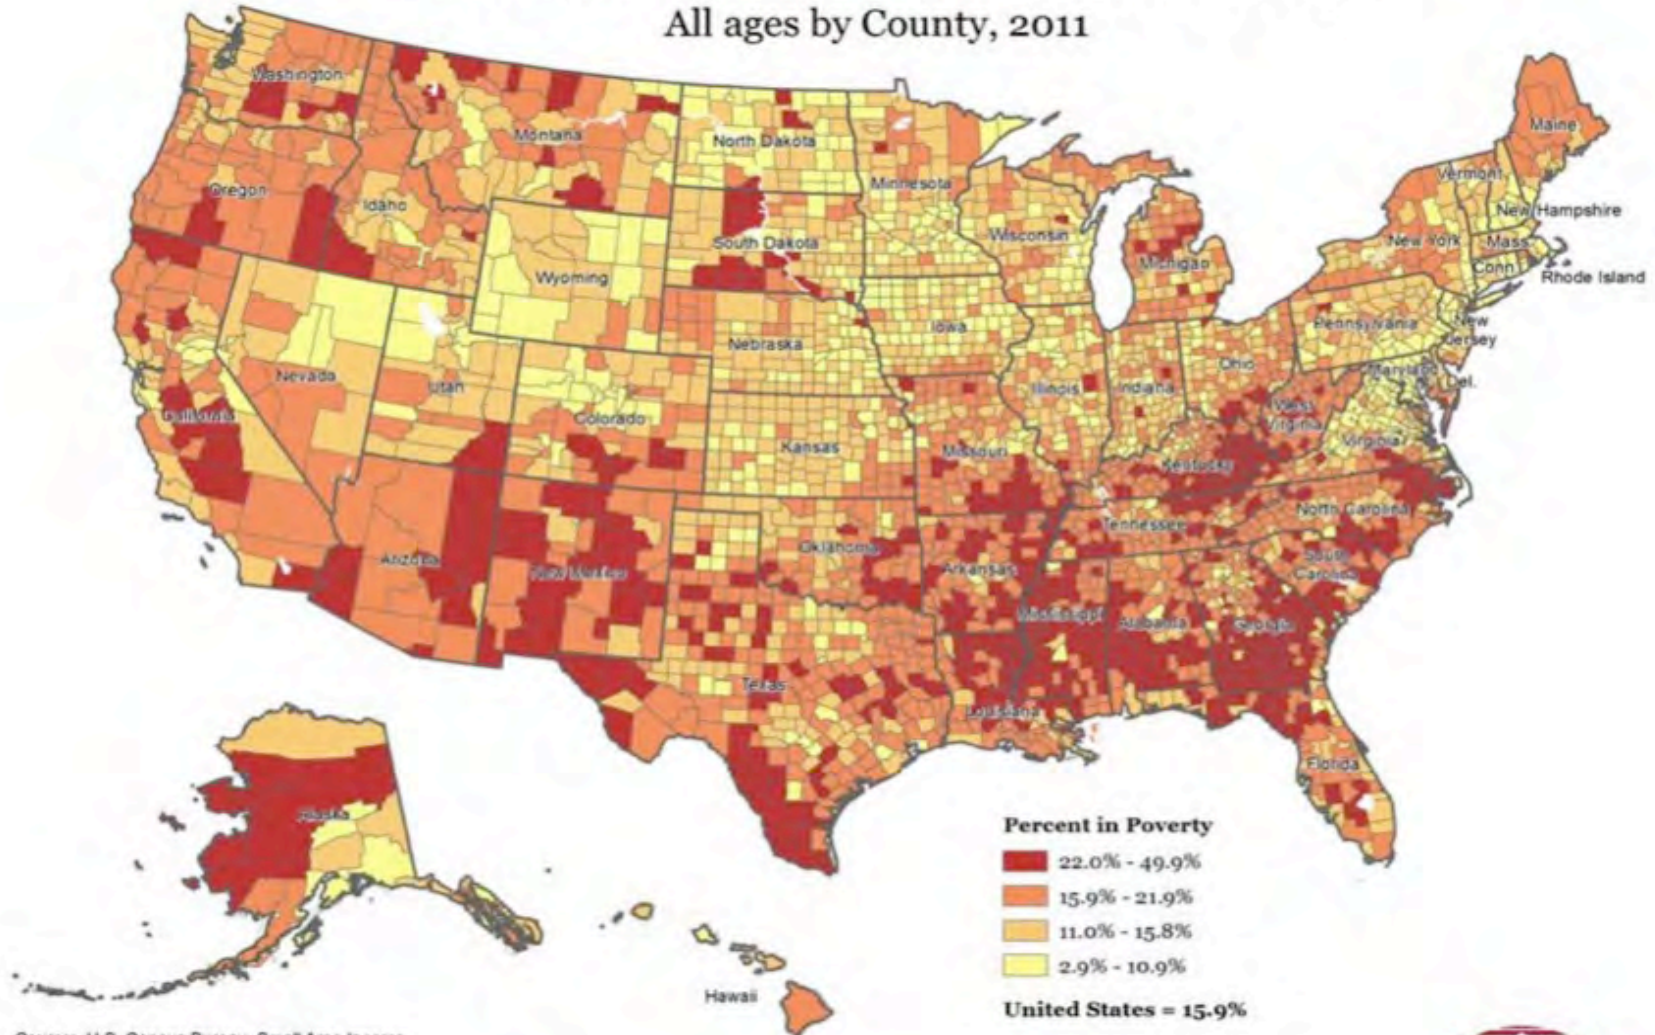 All ages by County, 2011
Washington
Montana
North Dakota
Minnesota
Maine
Vermont
New Hampshire
Oregon
Idaho
South Dakota
Wisconsin
Michigan
New York
Mass
Conn
Rhode Island
Wyoming
Iowa
Nebraska
Pennsylvania
New
Jersey
Nevada
Utah
Colorado
Illinois
Indiana
Ohio
Maryland
Del.
California
Kansas
Missouri
Kentucky
West
Virginia
Virginia
Arizona
New Mexico
Oklahoma
Arkansas
Tennessee
North Carolina
South
Carolina
Mississippi
Alabama
Georgia
Texas
Louisiana
Florida
Alaska
Hawaii
Percent in Poverty
22.0% - 49.9%
15.9% - 21.9%
11.0% - 15.8%
2.9% - 10.9%
United States = 15.9%